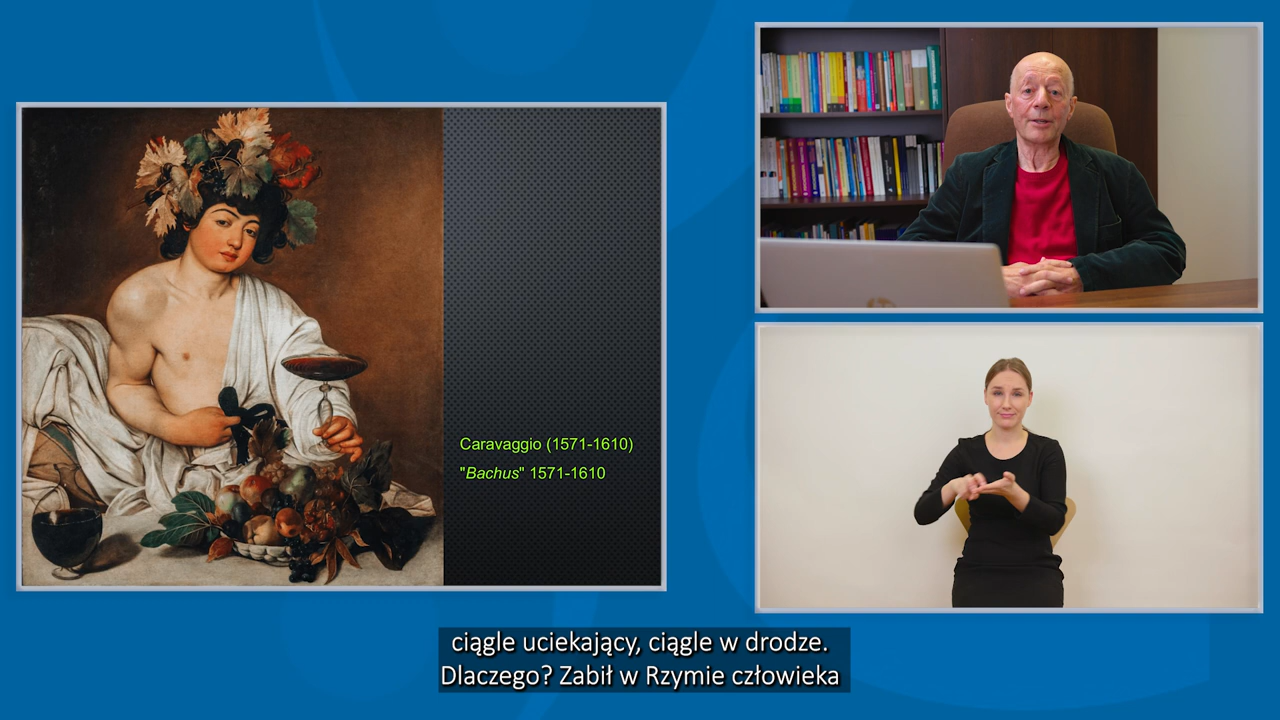 Caravaggio (1571-1610)
"Bachus" 1571-1610
ciągle uciekający, ciągle w drodze.
Dlaczego? Zabił w Rzymie człowieka